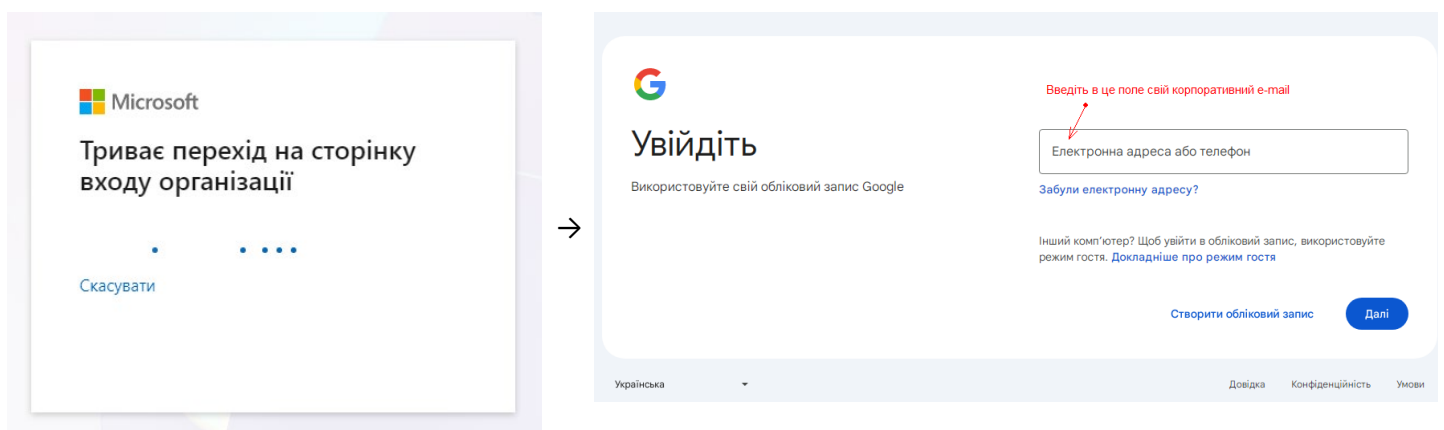 Microsoft
Триває перехід на сторінку
входу організації
Скасувати
→
Увійдіть
Використовуйте свій обліковий запис Google
Введіть в це поле свій корпоративний e-mail
Електронна адреса або телефон
Забули електронну адресу?
Інший комп'ютер? Щоб увійти в обліковий запис, використовуйте
режим гостя. Докладніше про режим гостя
Створити обліковий запис
Далі
Українська
Довідка
Конфіденційність
Умови